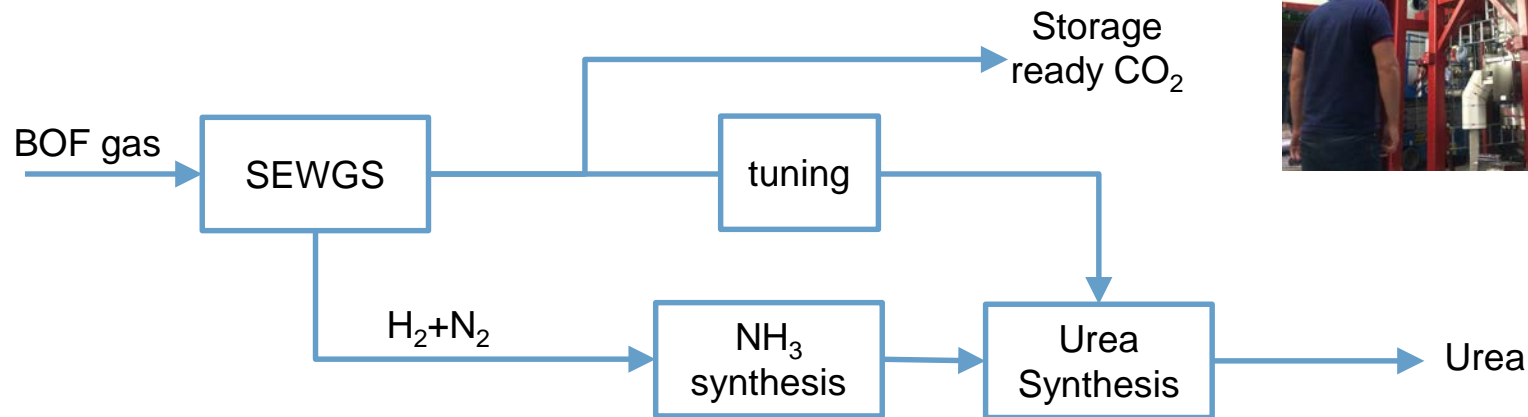 Storage
ready CO₂
BOF gas
SEWGS
tuning
H₂+N₂
NH₃
synthesis
Urea
Synthesis
Urea